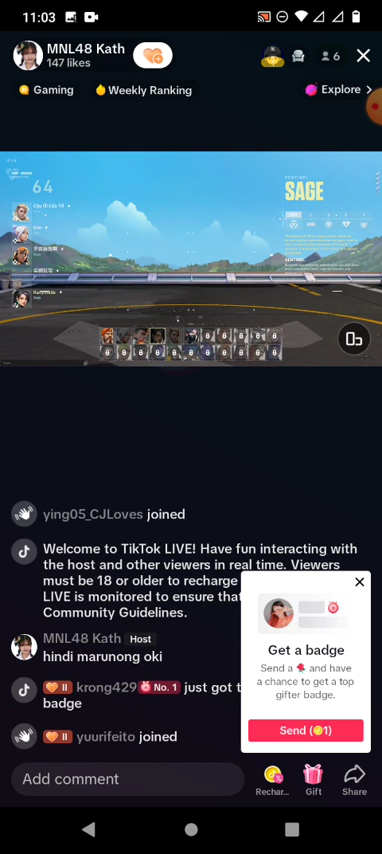 11:03
MNL48 Kath
147 likes
6
Gaming
Weekly Ranking
Explore
64
SAGE
ying05_CJLoves joined
Welcome to TikTok LIVE! Have fun interacting with
the host and other viewers in real time. Viewers
must be 18 or older to recharge
LIVE is monitored to ensure that
Community Guidelines.
MNL48 Kath Host
hindi marunong oki
II krong429 No. 1 just got t
badge
II yuurifeito joined
Get a badge
Send a and have
a chance to get a top
gifter badge.
Send (1)
Add comment
Rechar...
Gift
Share